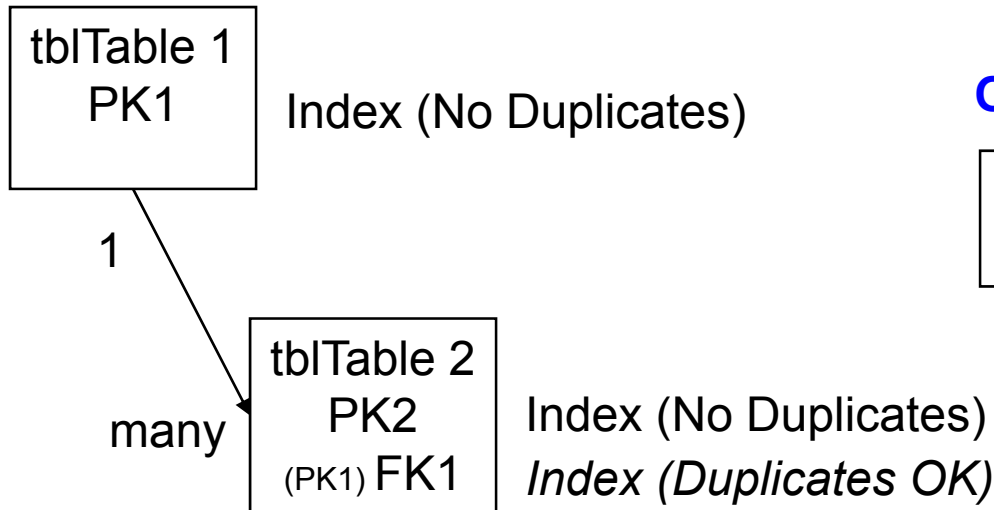 tblTable 1
PK1
Index (No Duplicates)
1
many
tblTable 2
PK2
(PK1) FK1
Index (No Duplicates)
Index (Duplicates OK)